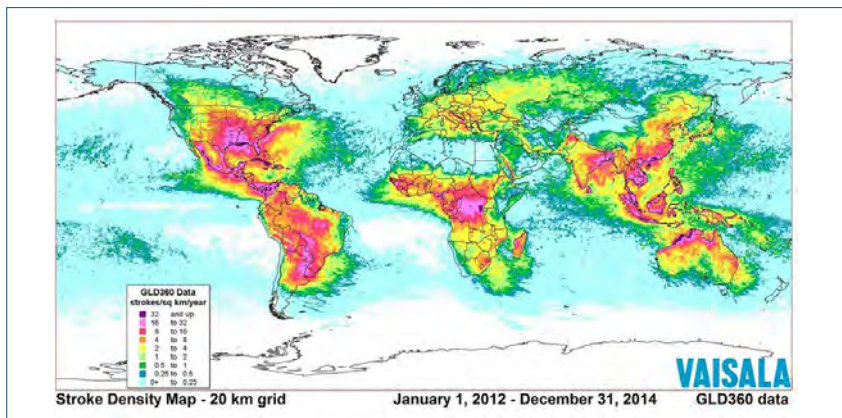 GLD360 Data
strokes/sq km/year
32 and up
16 to 32
8 to 16
4 to 8
2 to 4
1 to 2
0.5 to 1
0.25 to 0.5
0+ to 0.25
VAISALA
Stroke Density Map - 20 km grid January 1, 2012 - December 31, 2014 GLD360 data